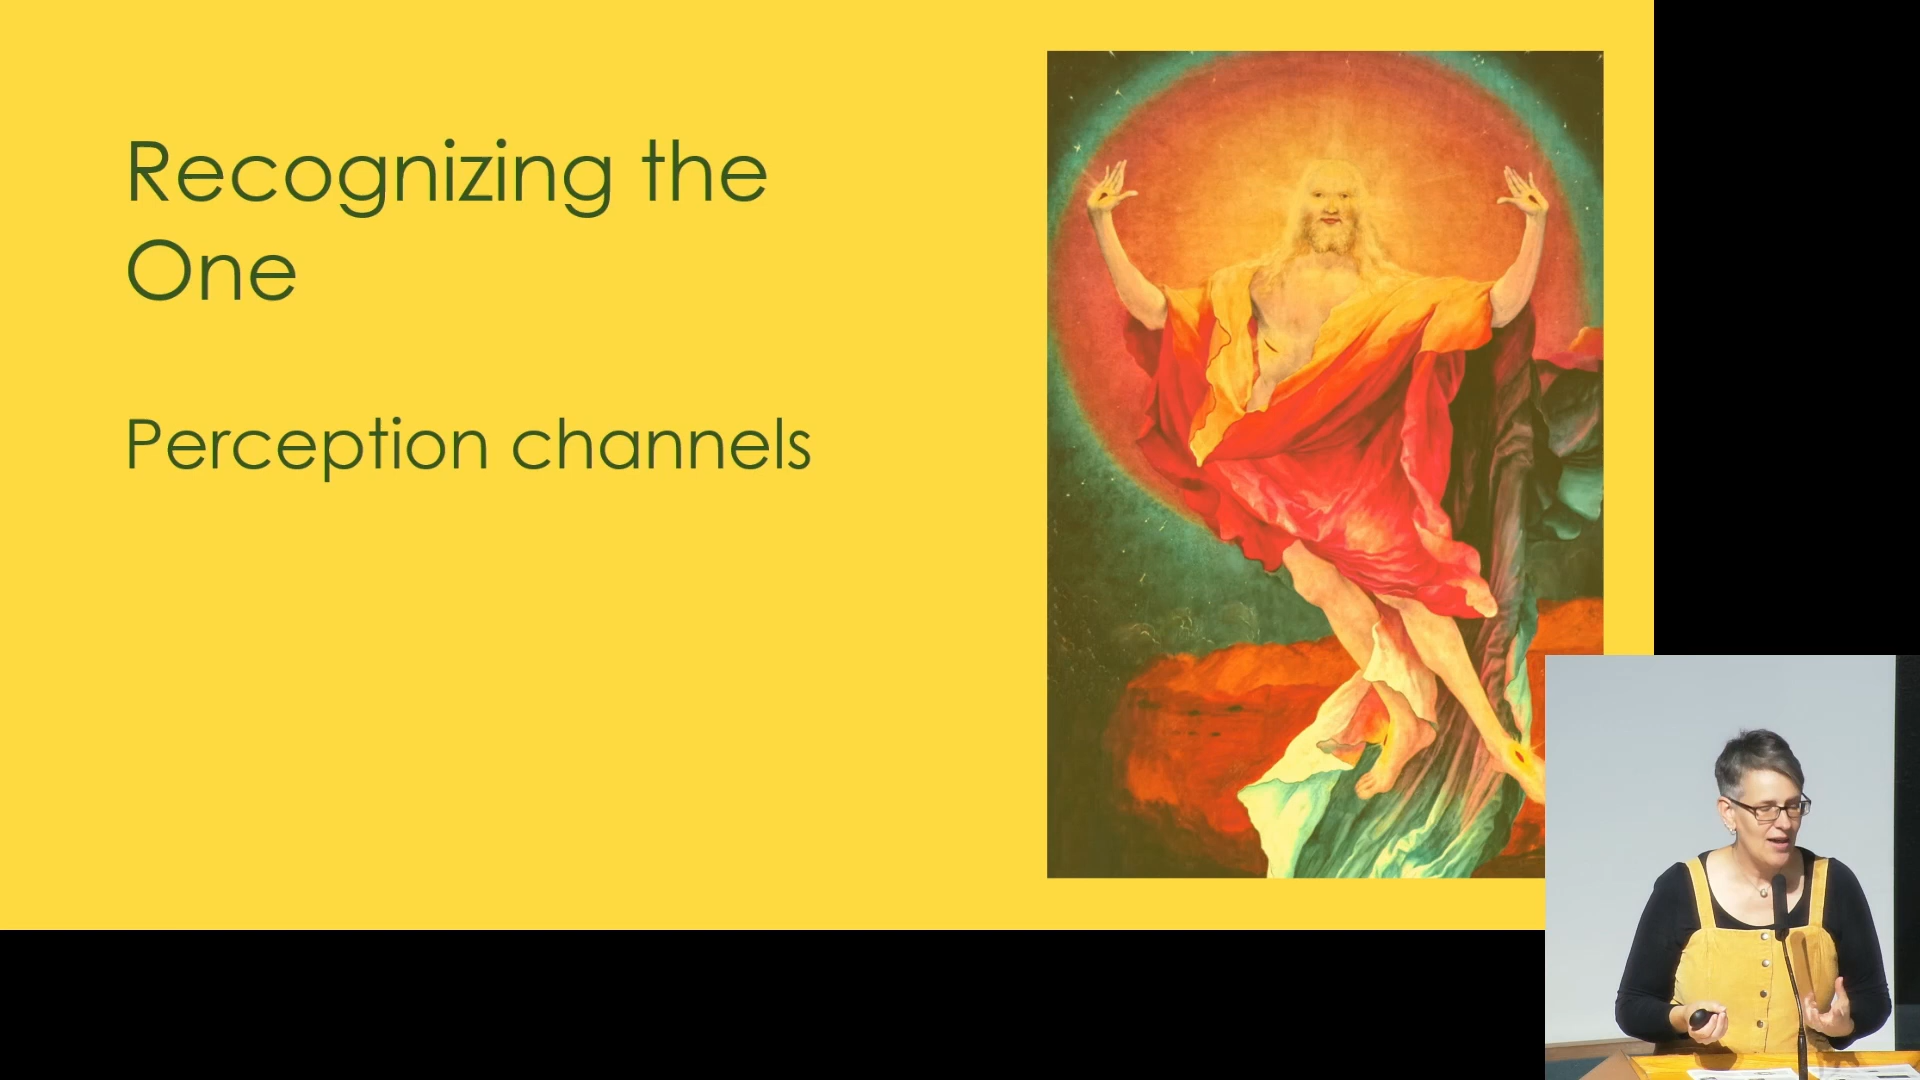 Recognizing the
One
Perception channels